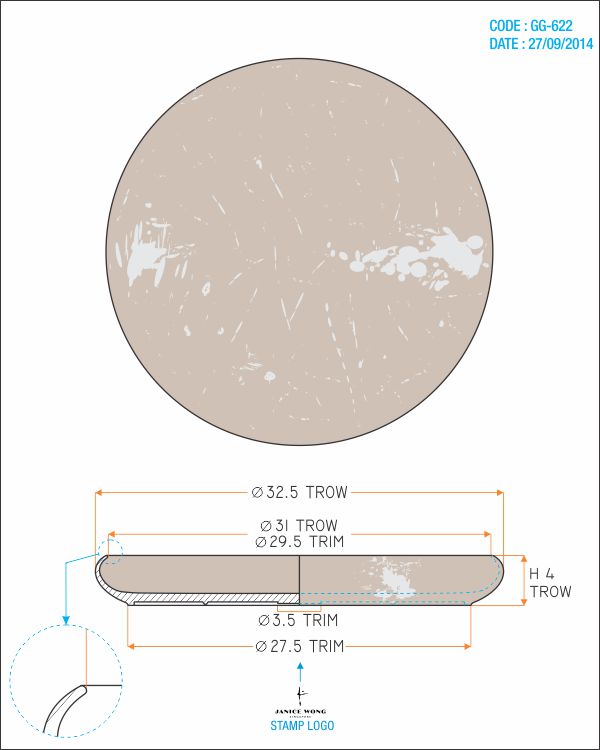 CODE : GG-622
DATE : 27/09/2014
Ø 32.5 TROW
Ø 31 TROW
Ø 29.5 TRIM
H 4
TROW
Ø 3.5 TRIM
Ø 27.5 TRIM
JANICE WONG
SINGAPORE
STAMP LOGO